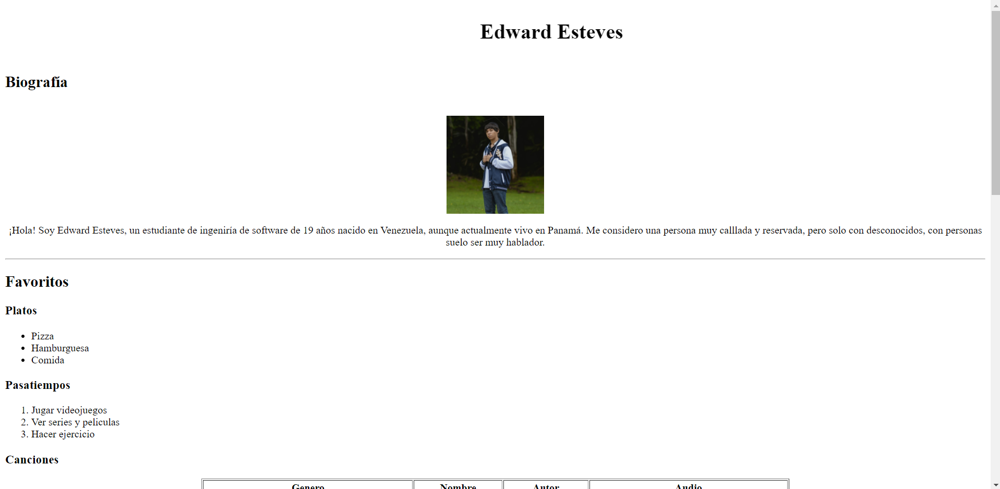 Edward Esteves
Biografía
¡Hola! Soy Edward Esteves, un estudiante de ingeniría de software de 19 años nacido en Venezuela, aunque actualmente vivo en Panamá. Me considero una persona muy calllada y reservada, pero solo con desconocidos, con personas
suelo ser muy hablador.
Favoritos
Platos
• Pizza
• Hamburguesa
• Comida
Pasatiempos
1. Jugar videojuegos
2. Ver series y peliculas
3. Hacer ejercicio
Canciones
Genero Nombre Autor Audio